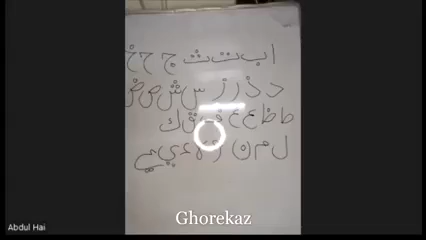 ا ب ت ث ج ح خ
د ذ ر ز س ش ص ض
ط ظ ع غ ف ق ك
ل م ن ء ي
Ghorekaz
Abdul Hai